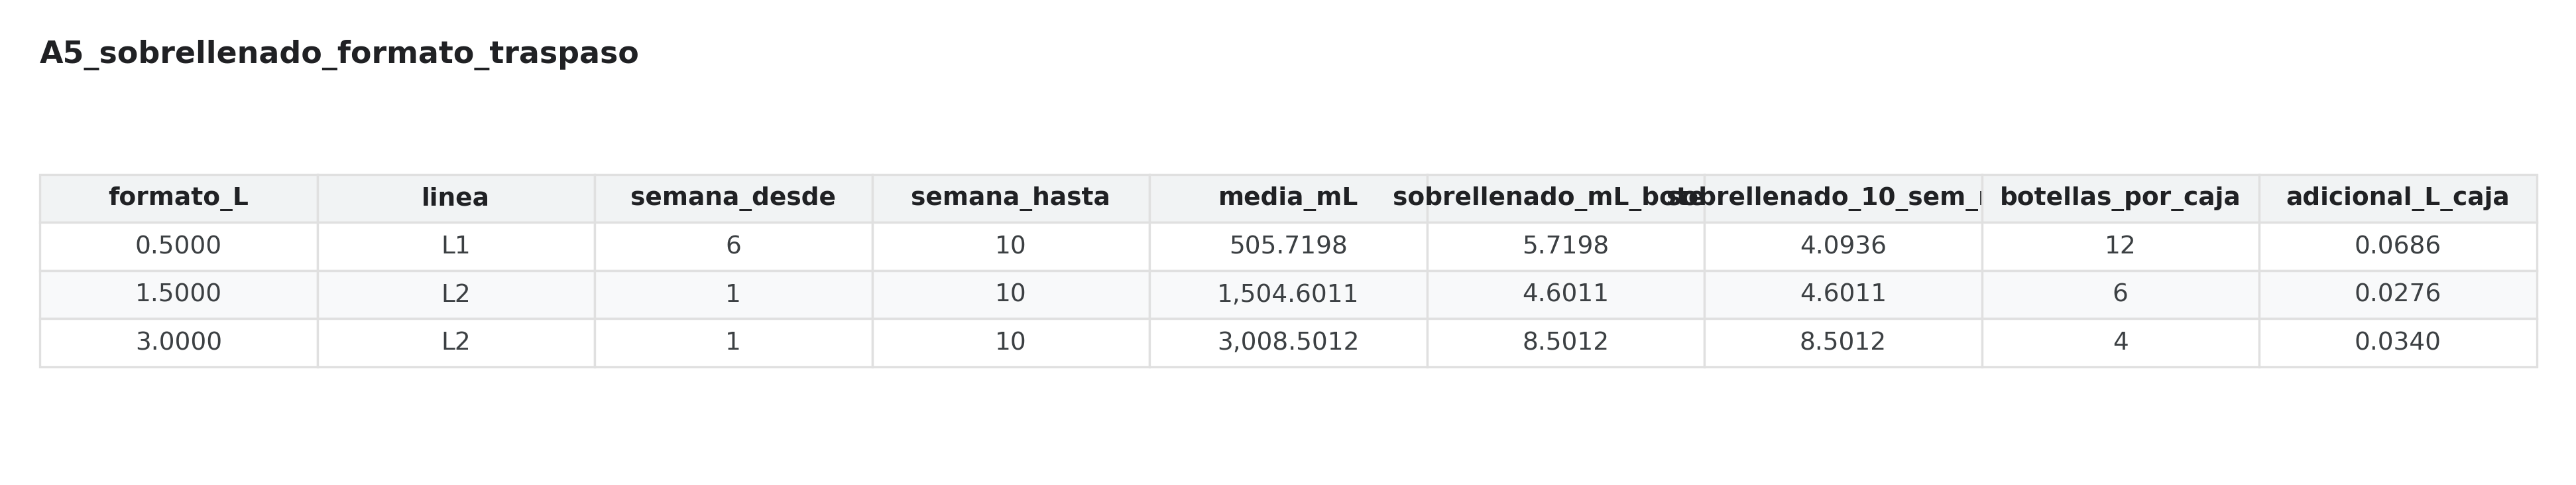 A5_sobrellenado_formato_traspaso
formato_L linea semana_desde semana_hasta media_mL sobrellenado_mL_bote sobrellenado_10_sem_ botellas_por_caja adicional_L_caja
0.5000 L1 6 10 505.7198 5.7198 4.0936 12 0.0686
1.5000 L2 1 10 1,504.6011 4.6011 4.6011 6 0.0276
3.0000 L2 1 10 3,008.5012 8.5012 8.5012 4 0.0340